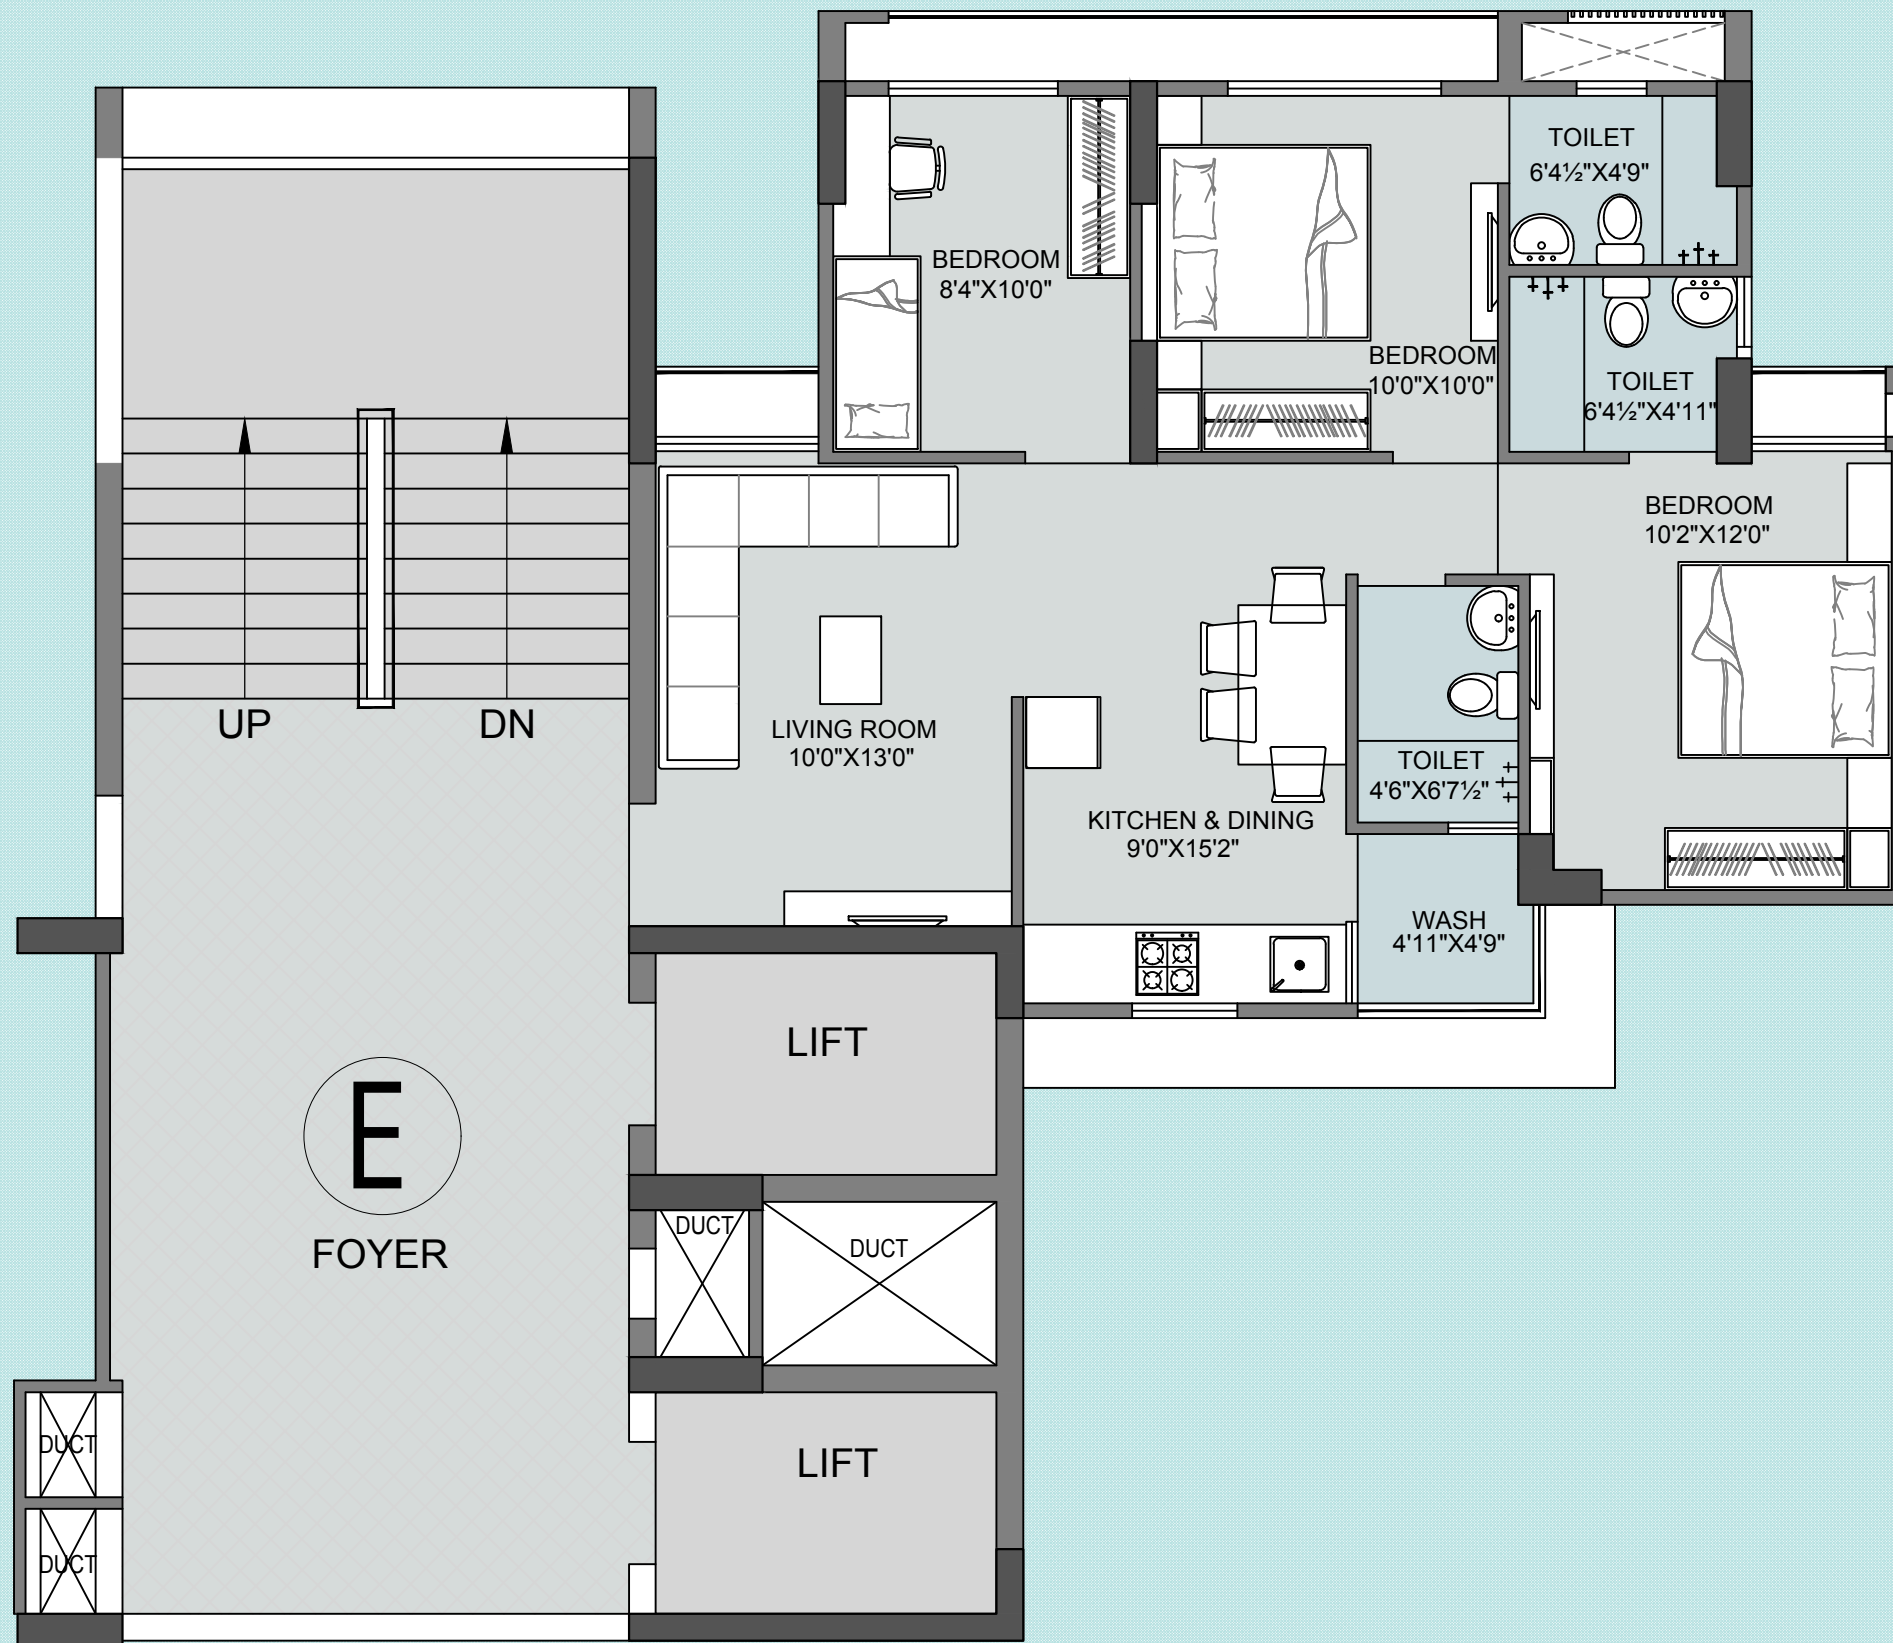 TOILET
6'4½"X4'9"
BEDROOM
8'4"X10'0"
BEDROOM
10'0"X10'0"
TOILET
6'4½"X4'11"
BEDROOM
10'2"X12'0"
UP
DN
LIVING ROOM
10'0"X13'0"
TOILET
4'6"X6'7½"
KITCHEN & DINING
9'0"X15'2"
WASH
4'11"X4'9"
LIFT
E
FOYER
DUCT
DUCT
LIFT
DUCT
DUCT